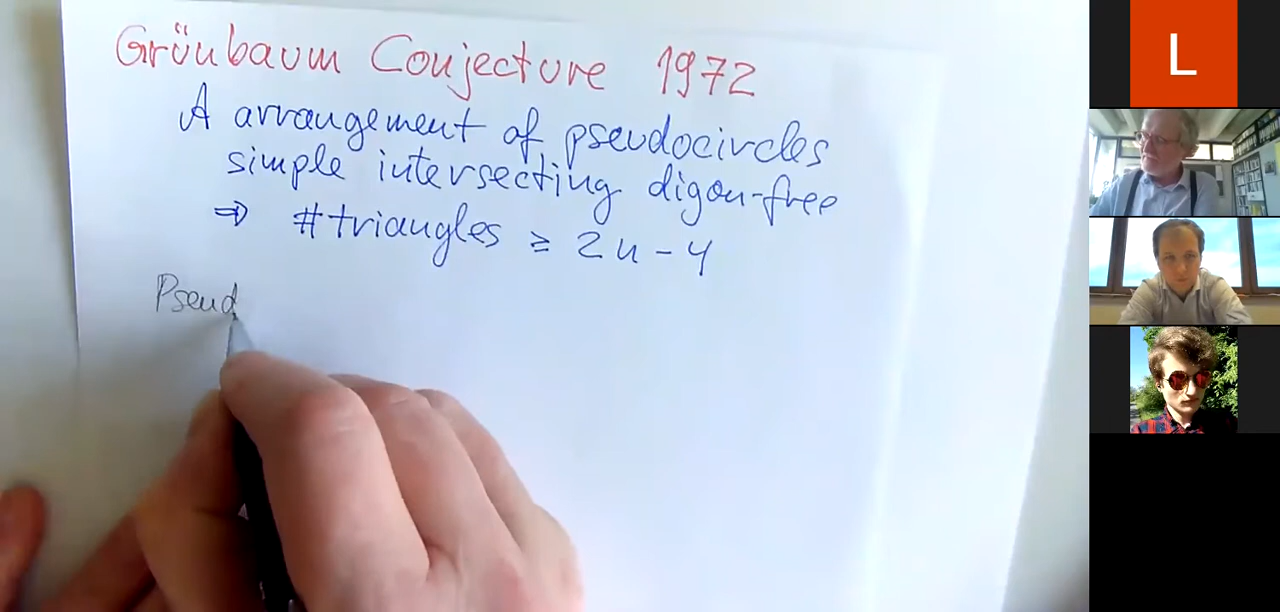 Grünbaum Conjecture 1972
A arrangement of pseudocircles
simple intersecting digon-free
⇒ #triangles ≥ 2n - 4
Pseud
L